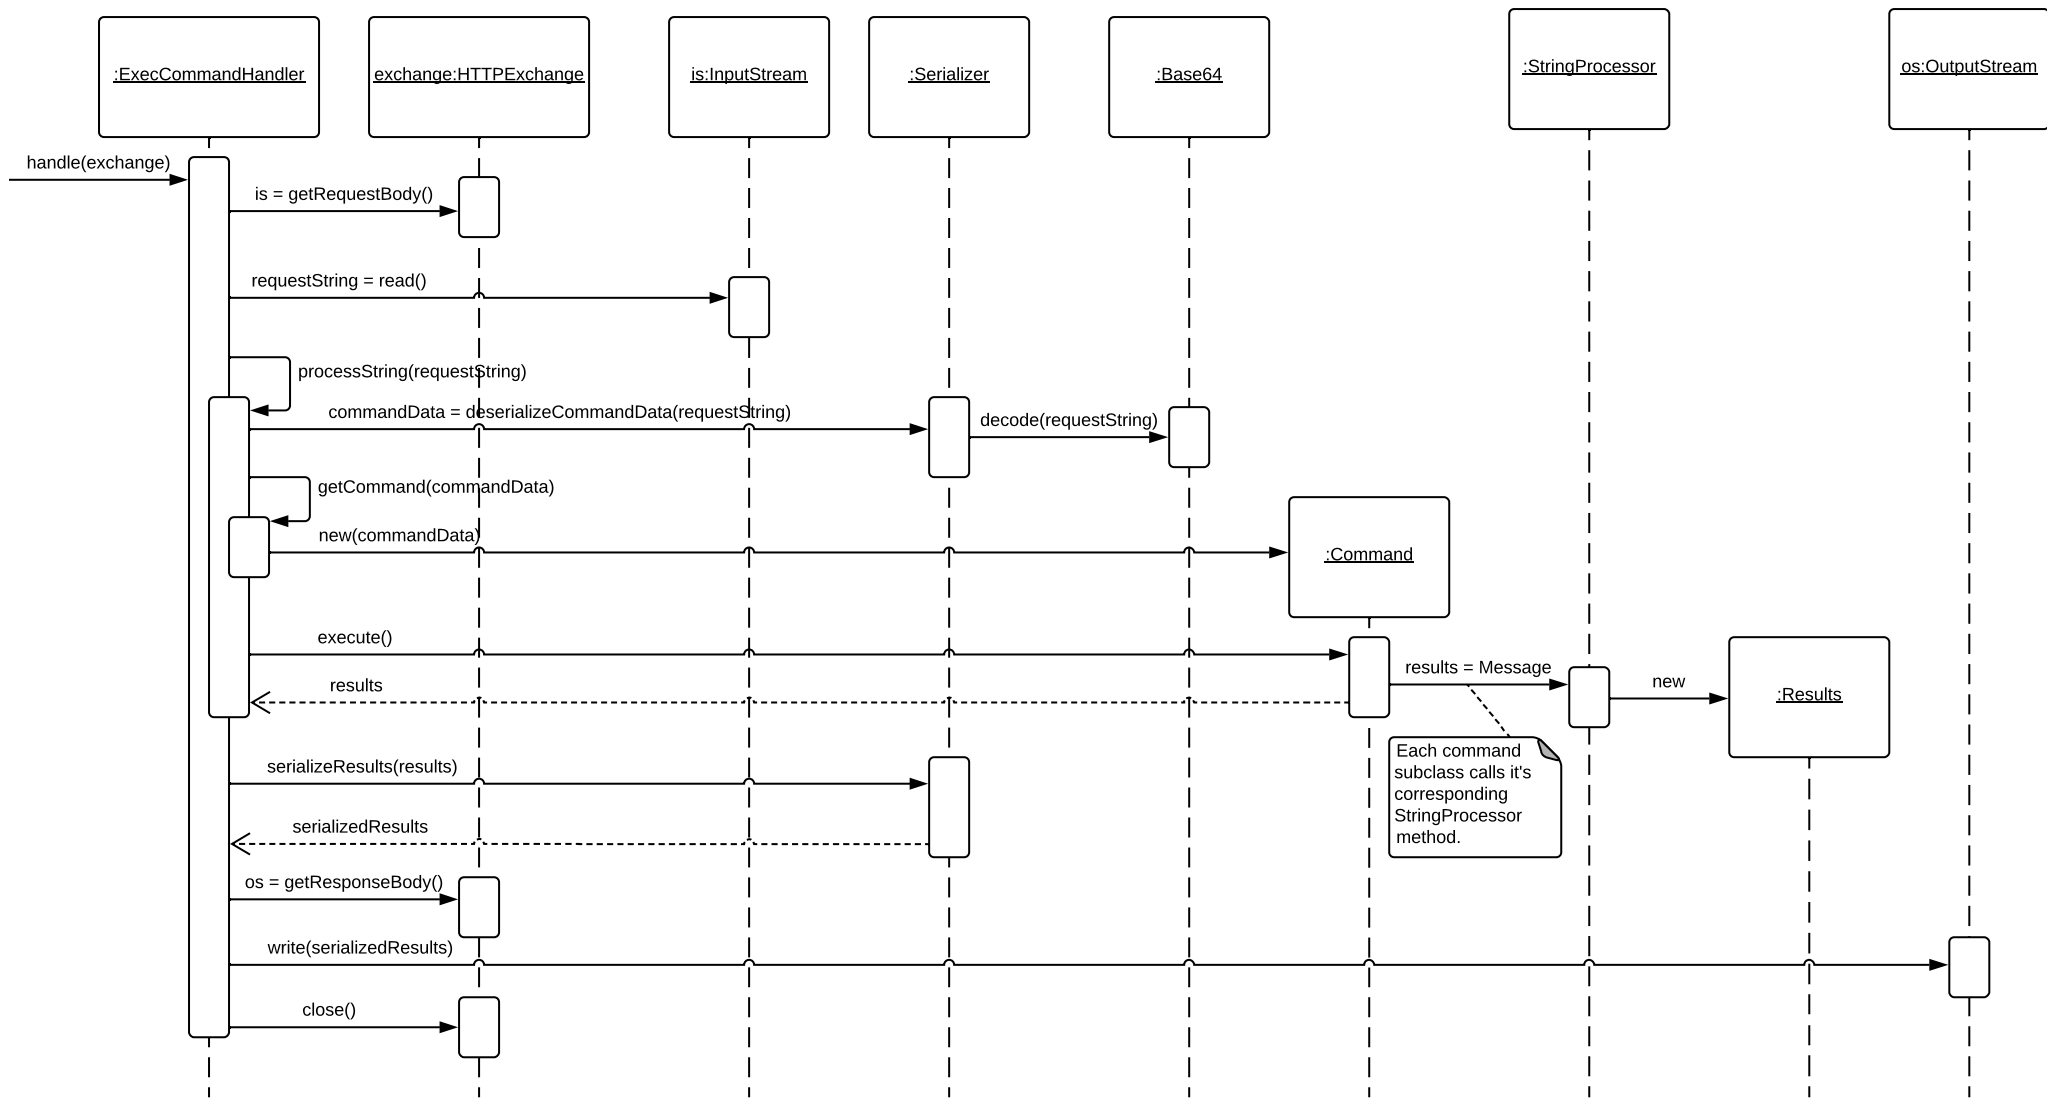 :ExecCommandHandler
exchange:HTTPExchange
is:InputStream
:Serializer
:Base64
:StringProcessor
os:OutputStream
handle(exchange)
is = getRequestBody()
requestString = read()
processString(requestString)
commandData = deserializeCommandData(requestString)
decode(requestString)
getCommand(commandData)
new(commandData)
:Command
execute()
results = Message
new
:Results
results
Each command
subclass calls it's
corresponding
StringProcessor
method.
serializeResults(results)
serializedResults
os = getResponseBody()
write(serializedResults)
close()